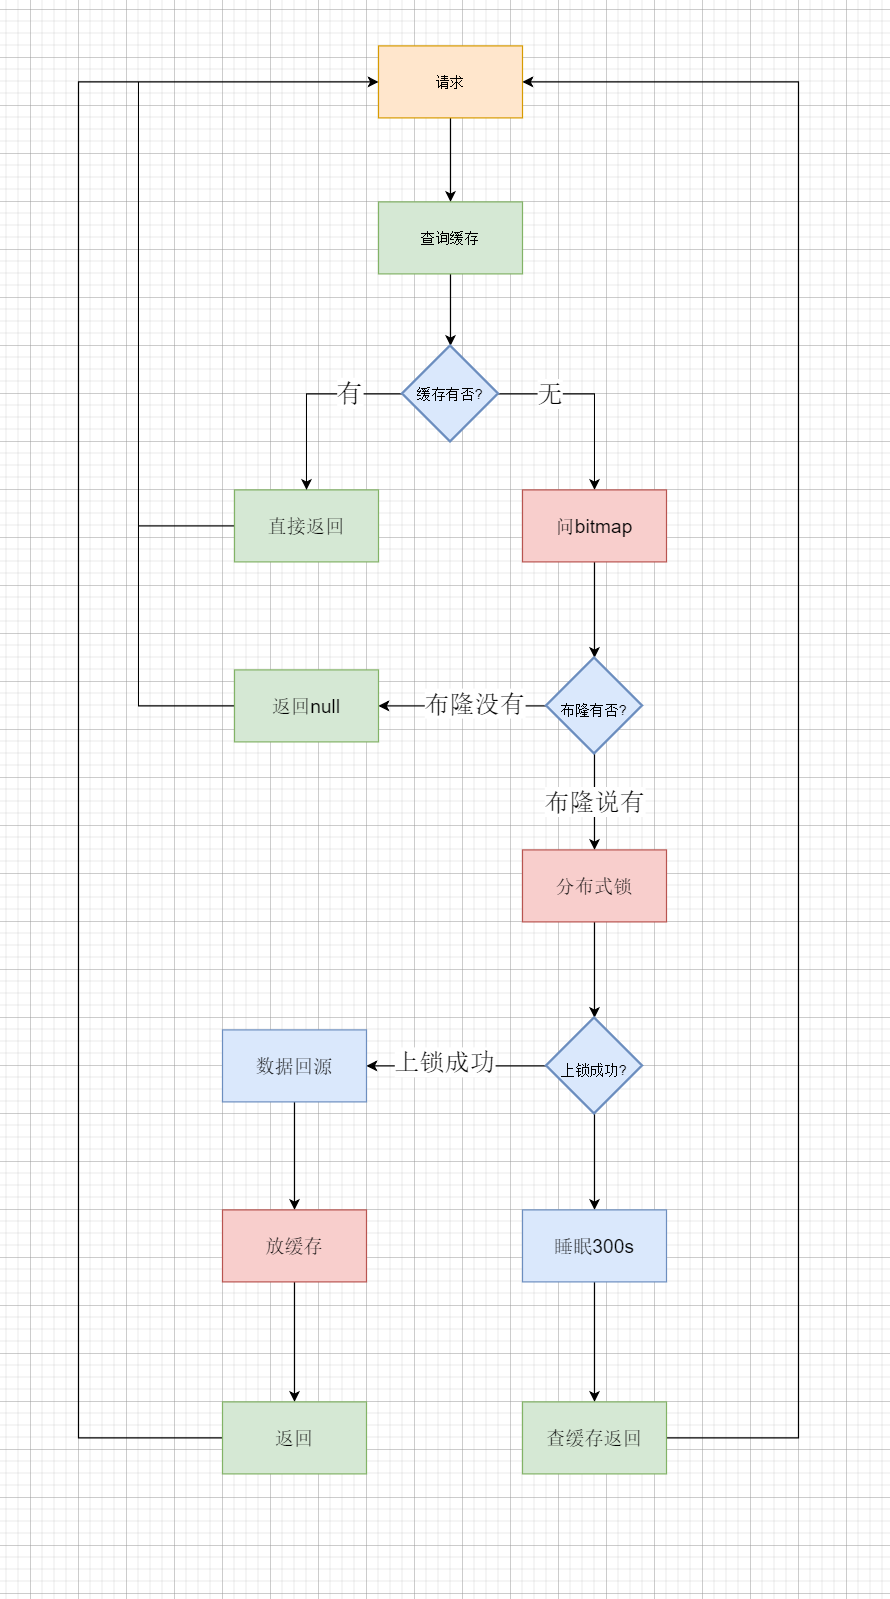 请求
查询缓存
缓存有否?
有
无
直接返回
问bitmap
布隆有否?
布隆没有
返回null
布隆说有
分布式锁
上锁成功?
上锁成功
数据回源
放缓存
睡眠300s
返回
查缓存返回